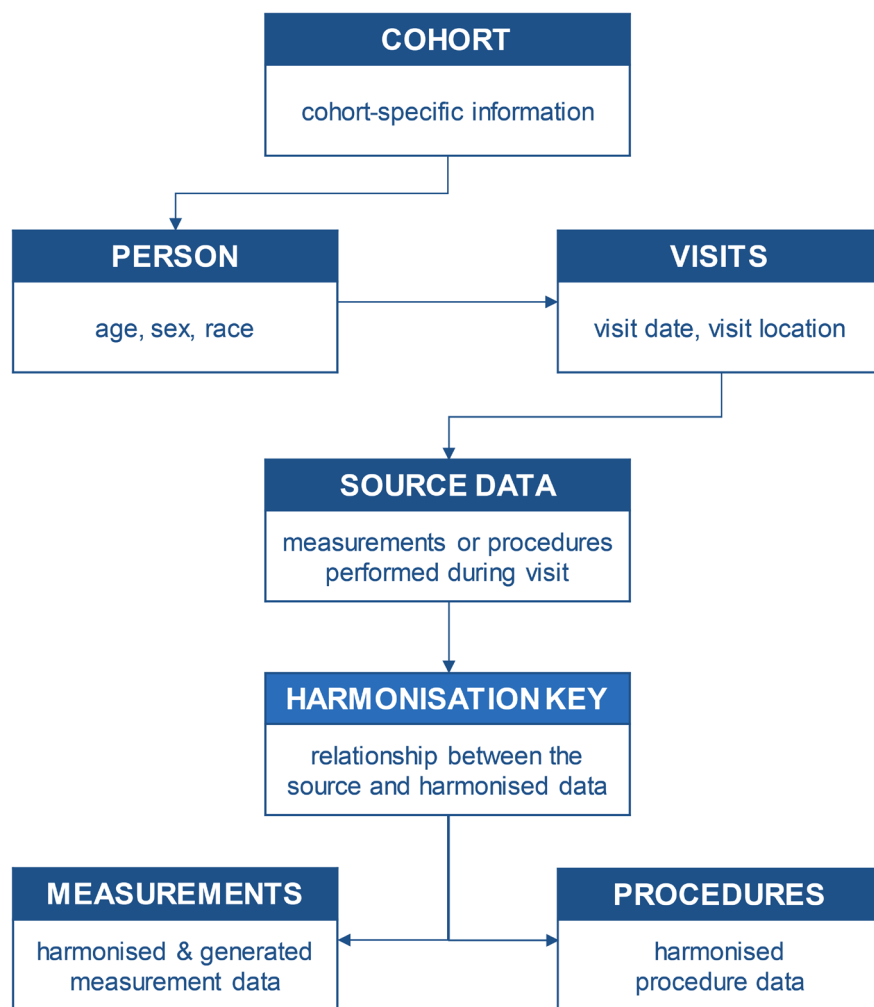 COHORT
cohort-specific information
PERSON
age, sex, race
VISITS
visit date, visit location
SOURCE DATA
measurements or procedures
performed during visit
HARMONISATION KEY
relationship between the
source and harmonised data
MEASUREMENTS
harmonised & generated
measurement data
PROCEDURES
harmonised
procedure data